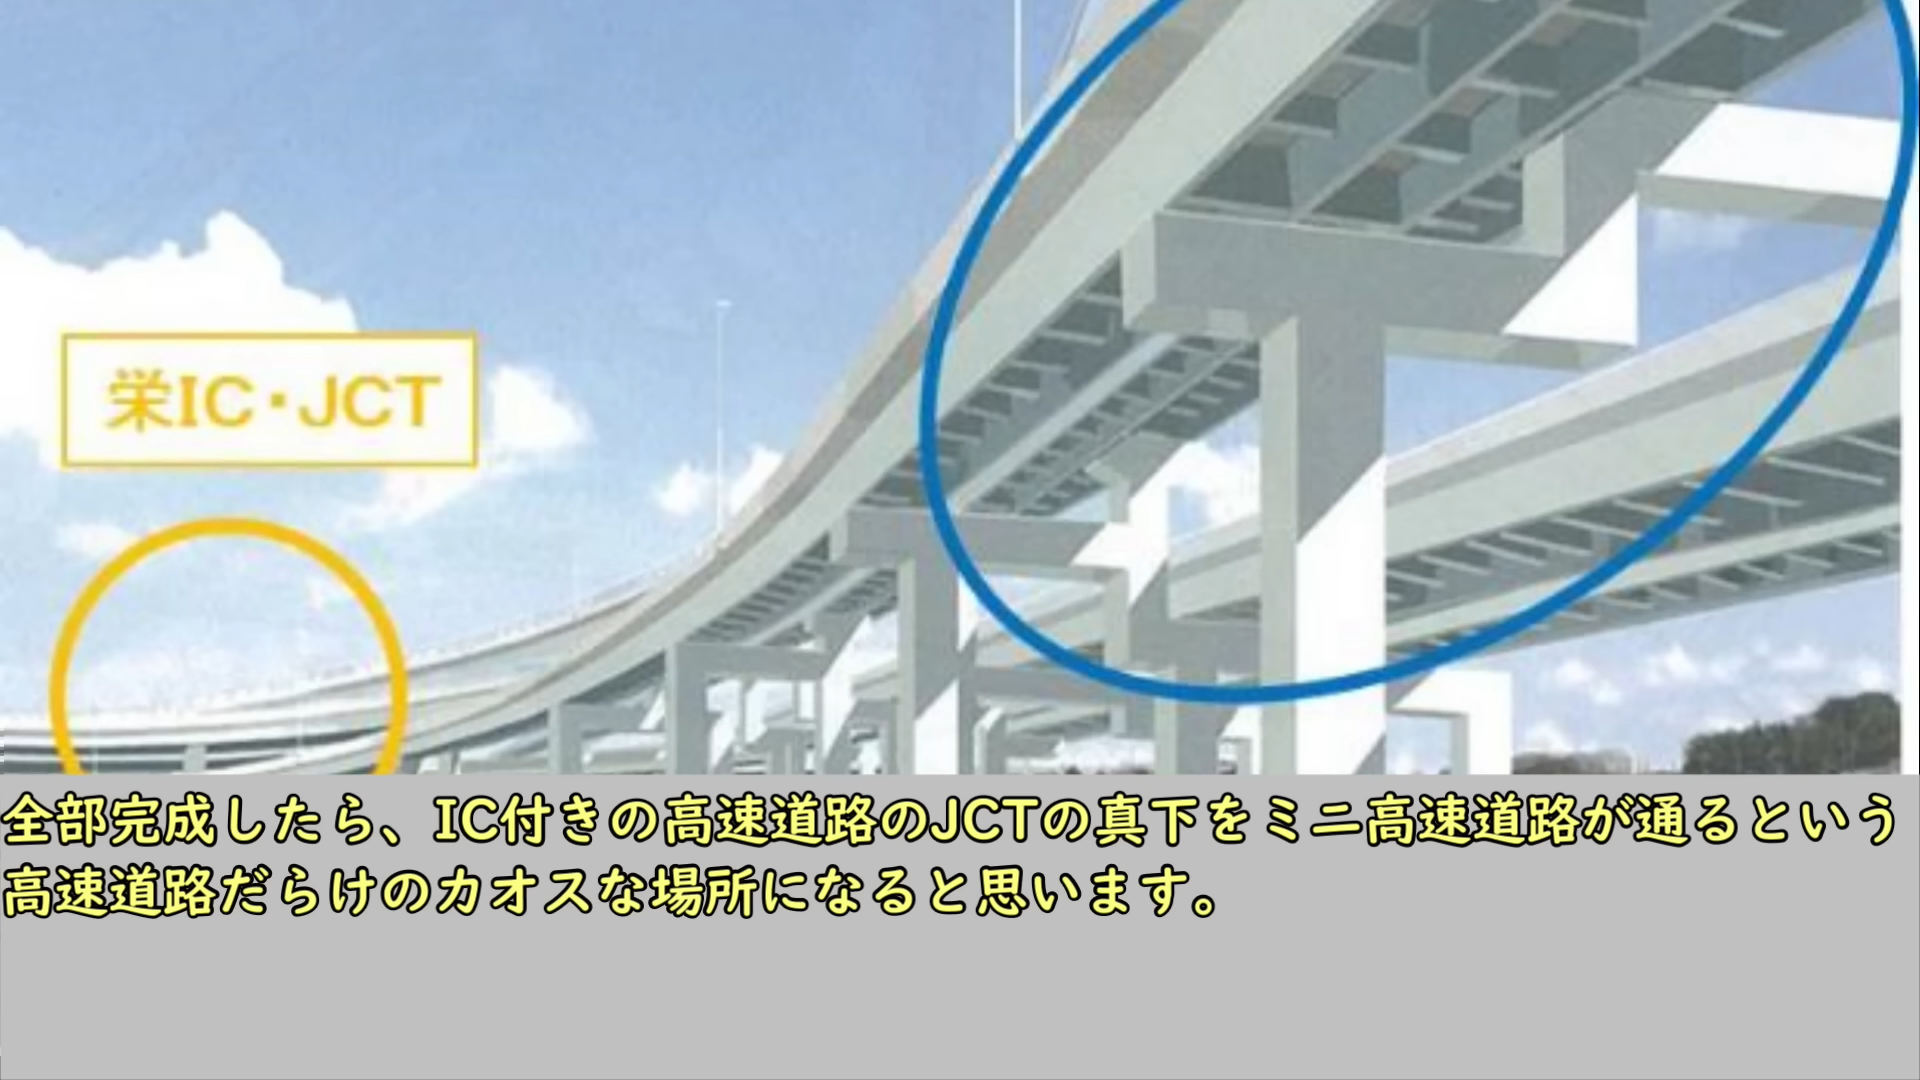 栄IC・JCT
全部完成したら、IC付きの高速道路のJCTの真下をミニ高速道路が通るという
高速道路だらけのカオスな場所になると思います。